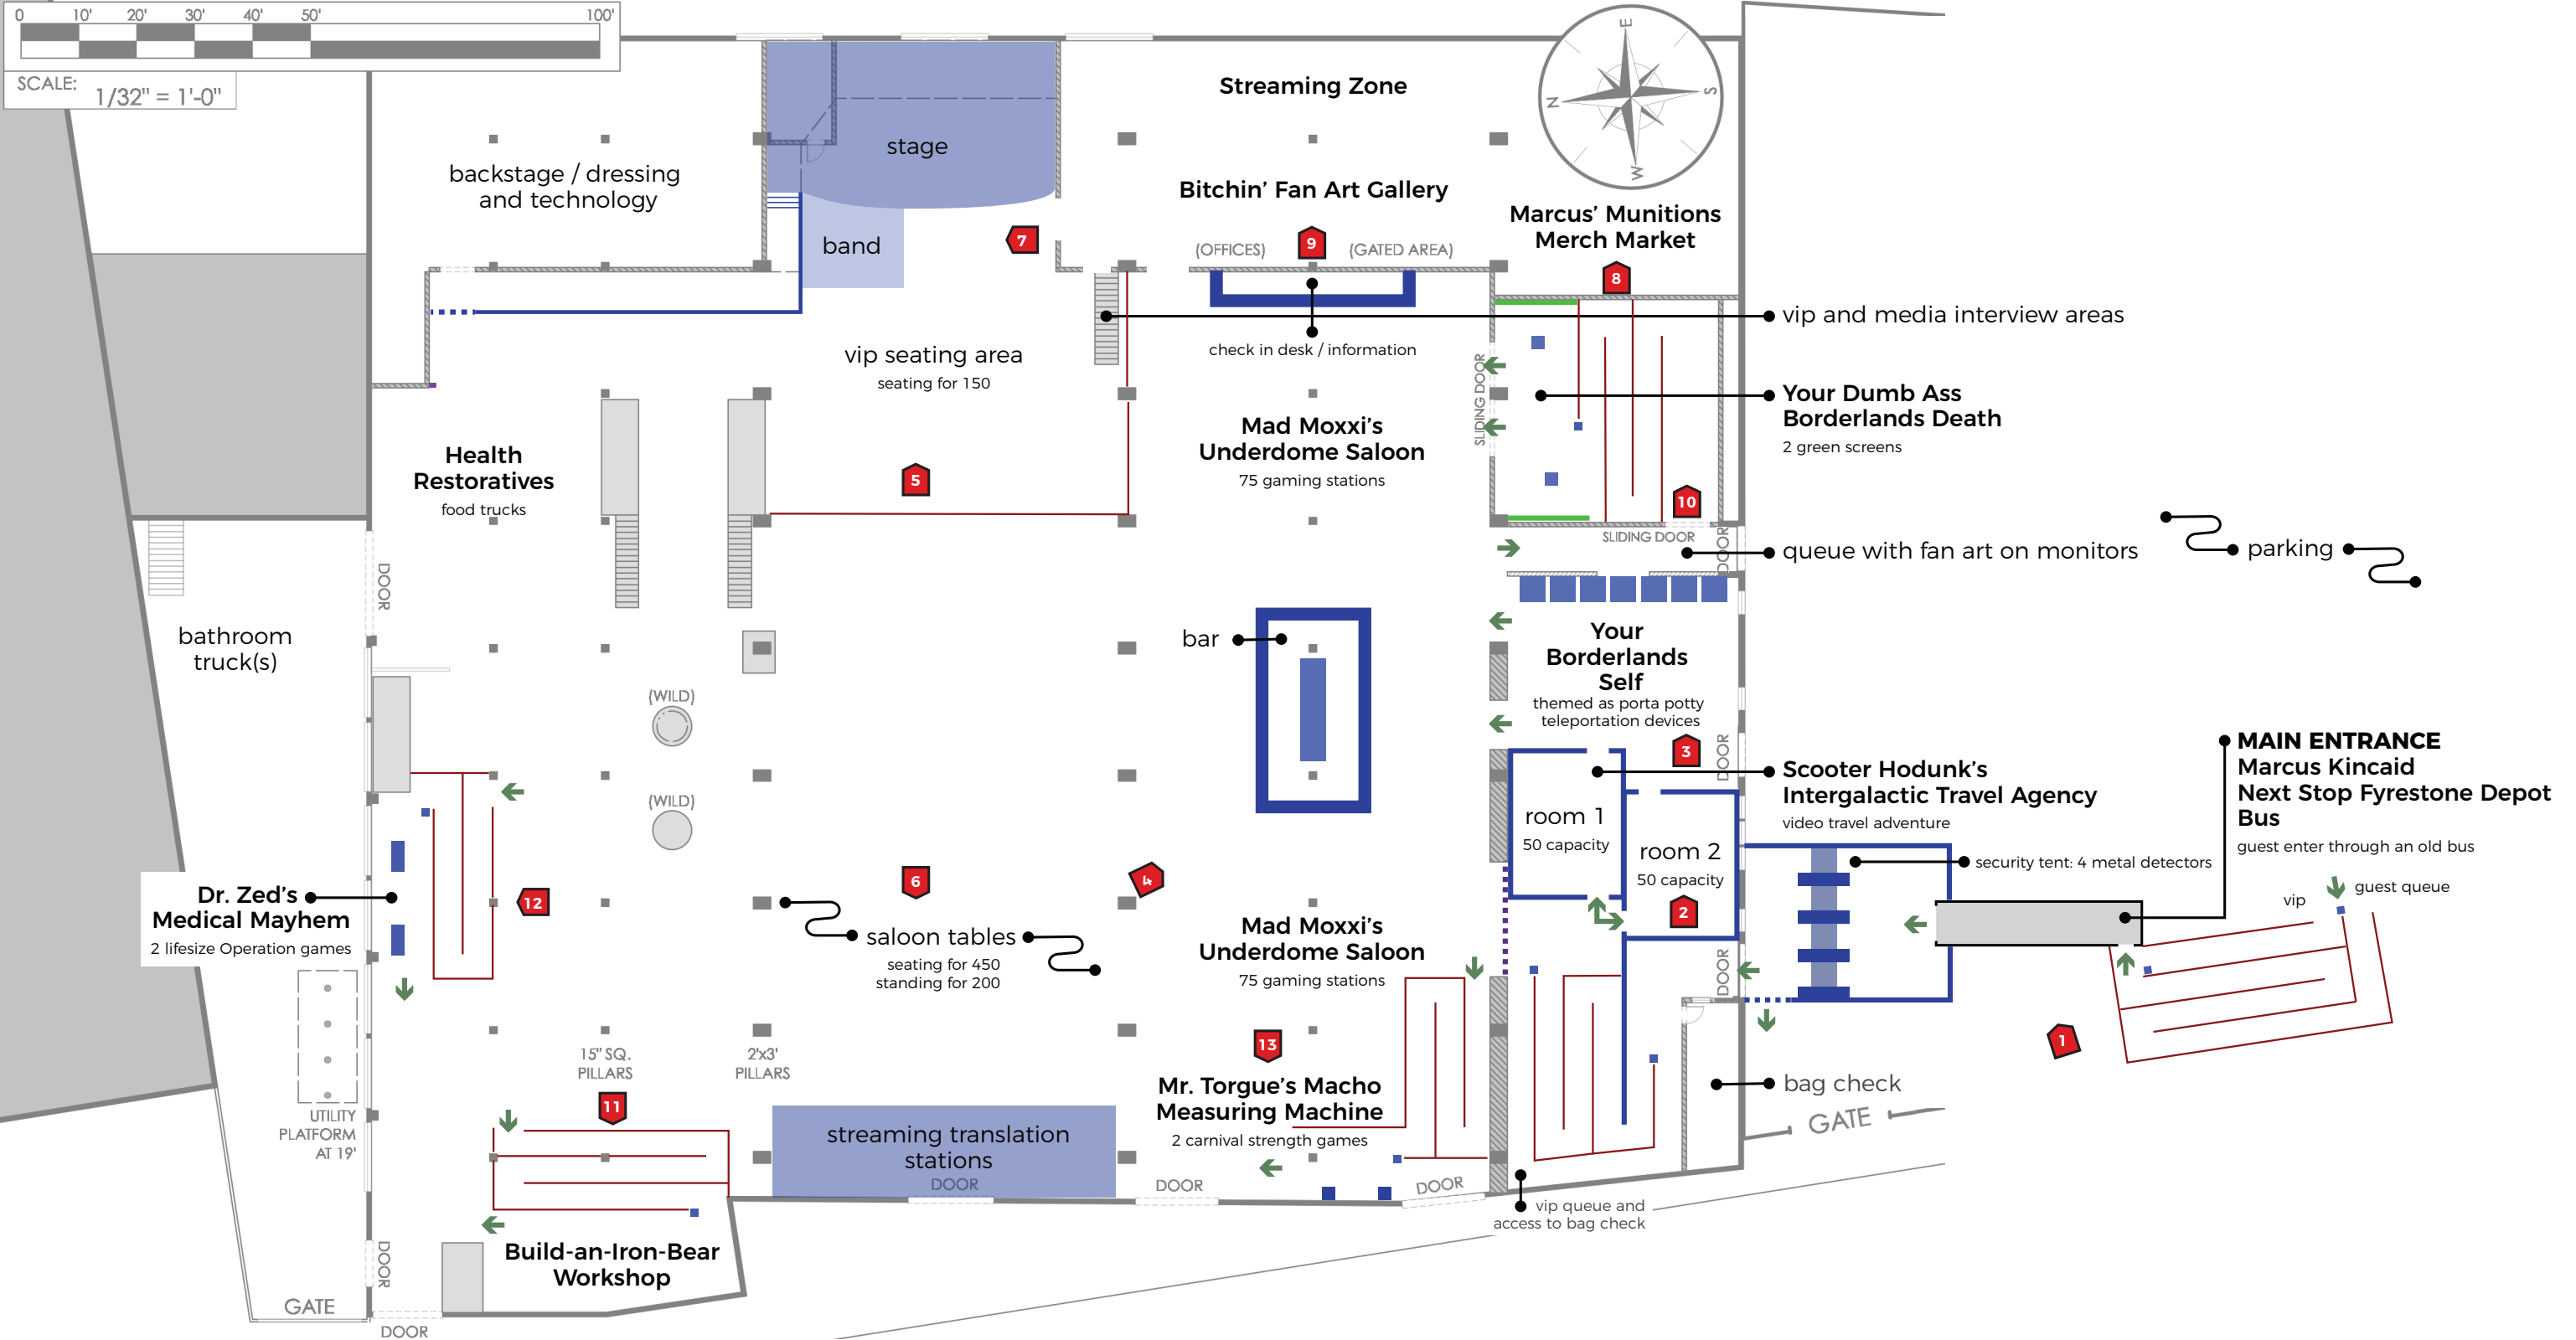 0 10' 20' 30' 40' 50' 100'
SCALE: 1/32" = 1'-0"
E
N
S
W
Streaming Zone
stage
backstage / dressing
and technology
Bitchin’ Fan Art Gallery
band
7
(OFFICES)
9
(GATED AREA)
Marcus’ Munitions
Merch Market
8
vip and media interview areas
check in desk / information
vip seating area
seating for 150
SLIDING DOOR
SLIDING DOOR
Your Dumb Ass
Borderlands Death
2 green screens
Health
Restoratives
food trucks
5
Mad Moxxi’s
Underdome Saloon
75 gaming stations
10
SLIDING DOOR
DOOR
queue with fan art on monitors
parking
DOOR
bathroom
truck(s)
bar
Your
Borderlands
Self
themed as porta potty
teleportation devices
3
DOOR
(WILD)
(WILD)
MAIN ENTRANCE
Marcus Kincaid
Next Stop Fyrestone Depot
Bus
guest enter through an old bus
Scooter Hodunk’s
Intergalactic Travel Agency
video travel adventure
room 1
50 capacity
room 2
50 capacity
2
security tent: 4 metal detectors
vip
guest queue
Dr. Zed’s
Medical Mayhem
2 lifesize Operation games
12
6
4
saloon tables
seating for 450
standing for 200
Mad Moxxi’s
Underdome Saloon
75 gaming stations
DOOR
1
13
15" SQ.
PILLARS
2'x3'
PILLARS
Mr. Torgue’s Macho
Measuring Machine
2 carnival strength games
bag check
GATE
11
UTILITY
PLATFORM
AT 19'
streaming translation
stations
DOOR
DOOR
DOOR
vip queue and
access to bag check
Build-an-Iron-Bear
Workshop
DOOR
GATE
DOOR